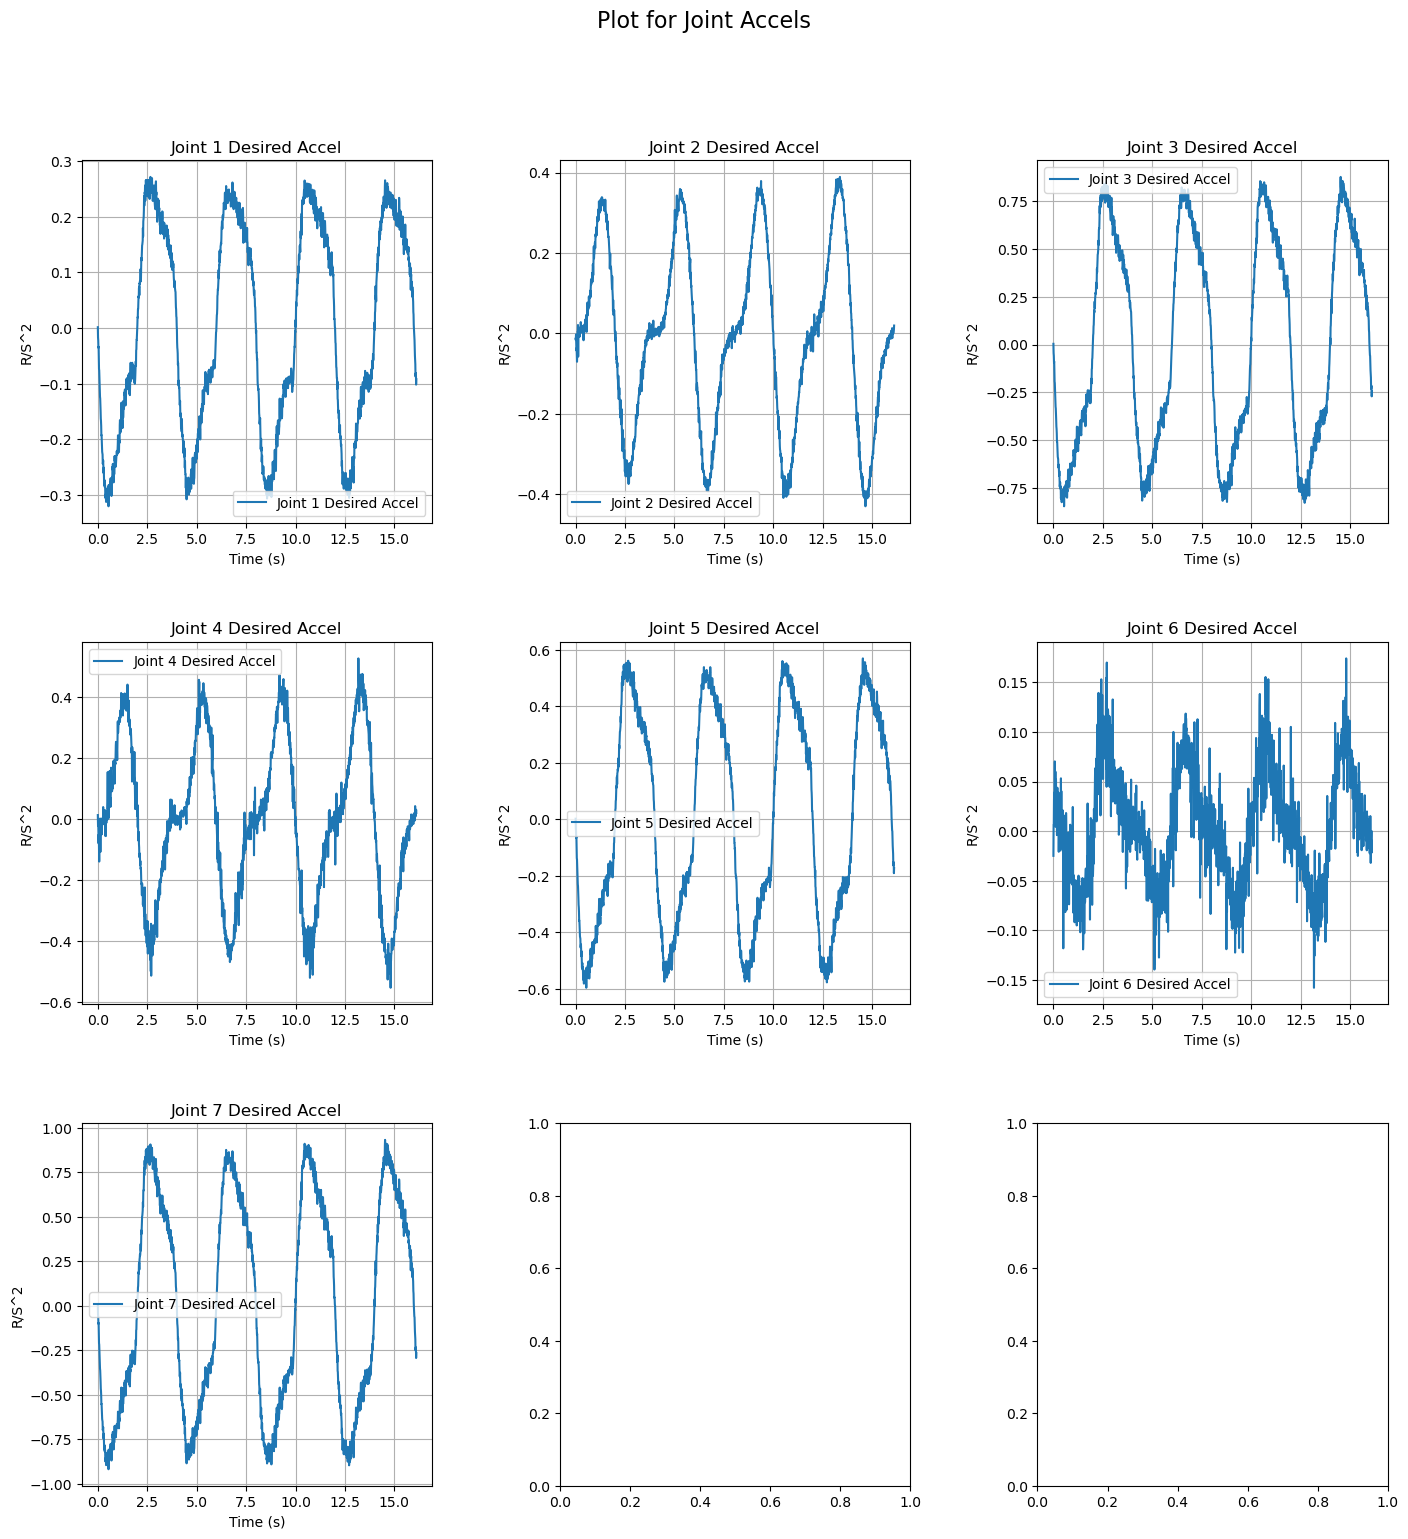 Plot for Joint Accels
Joint 1 Desired Accel
R/S^2
0.3
0.2
0.1
0.0
−0.1
−0.2
−0.3
Joint 1 Desired Accel
0.0 2.5 5.0 7.5 10.0 12.5 15.0
Time (s)
Joint 2 Desired Accel
R/S^2
0.4
0.2
0.0
−0.2
−0.4
Joint 2 Desired Accel
0.0 2.5 5.0 7.5 10.0 12.5 15.0
Time (s)
Joint 3 Desired Accel
Joint 3 Desired Accel
R/S^2
0.75
0.50
0.25
0.00
−0.25
−0.50
−0.75
0.0 2.5 5.0 7.5 10.0 12.5 15.0
Time (s)
Joint 4 Desired Accel
Joint 4 Desired Accel
R/S^2
0.4
0.2
0.0
−0.2
−0.4
−0.6
0.0 2.5 5.0 7.5 10.0 12.5 15.0
Time (s)
Joint 5 Desired Accel
R/S^2
0.6
0.4
0.2
0.0
Joint 5 Desired Accel
−0.2
−0.4
−0.6
0.0 2.5 5.0 7.5 10.0 12.5 15.0
Time (s)
Joint 6 Desired Accel
R/S^2
0.15
0.10
0.05
0.00
−0.05
−0.10
−0.15
Joint 6 Desired Accel
0.0 2.5 5.0 7.5 10.0 12.5 15.0
Time (s)
Joint 7 Desired Accel
R/S^2
1.00
0.75
0.50
0.25
0.00
Joint 7 Desired Accel
−0.25
−0.50
−0.75
−1.00
0.0 2.5 5.0 7.5 10.0 12.5 15.0
Time (s)
1.0
0.8
0.6
0.4
0.2
0.0
0.0 0.2 0.4 0.6 0.8 1.0
1.0
0.8
0.6
0.4
0.2
0.0
0.0 0.2 0.4 0.6 0.8 1.0